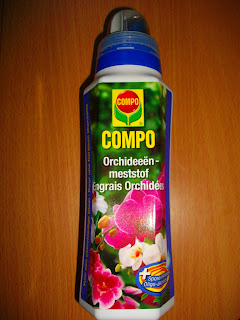 COMPO
COMPO
Orchideeën-
meststof
Engrais Orchidées
+